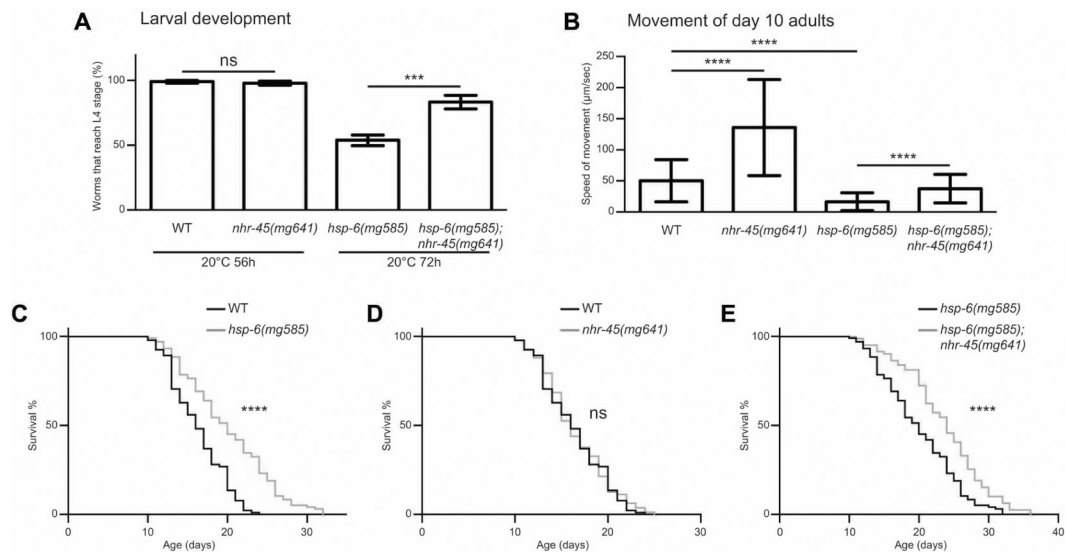 A Larval development
Worms that reach L4 stage (%)
100
50
0
ns
***
WT
nhr-45(mg641)
hsp-6(mg585)
hsp-6(mg585);
nhr-45(mg641)
20°C 56h
20°C 72h
B Movement of day 10 adults
Speed of movement (µm/sec)
250
200
150
100
50
0
****
****
****
WT
nhr-45(mg641)
hsp-6(mg585)
hsp-6(mg585);
nhr-45(mg641)
C
WT
hsp-6(mg585)
Survival %
100
50
0
****
0 10 20 30
Age (days)
D
WT
nhr-45(mg641)
Survival %
100
50
0
ns
0 10 20 30
Age (days)
E
hsp-6(mg585)
hsp-6(mg585);
nhr-45(mg641)
Survival %
100
50
0
****
0 10 20 30 40
Age (days)